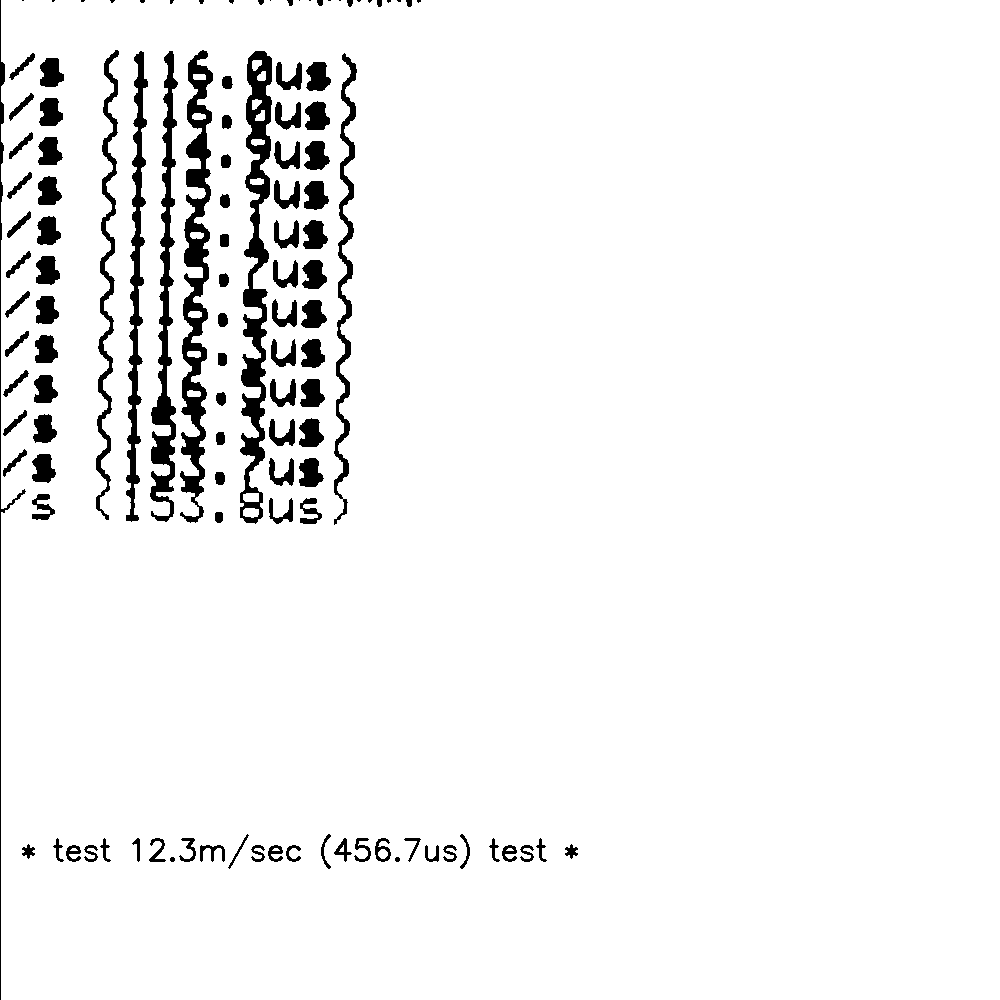 /s (116.0us)
/s (116.0us)
/s (114.9us)
/s (115.9us)
/s (116.1us)
/s (115.7us)
/s (116.5us)
/s (116.3us)
/s (116.5us)
/s (153.3us)
/s (153.7us)
/s (153.8us)
* test 12.3m/sec (456.7us) test *